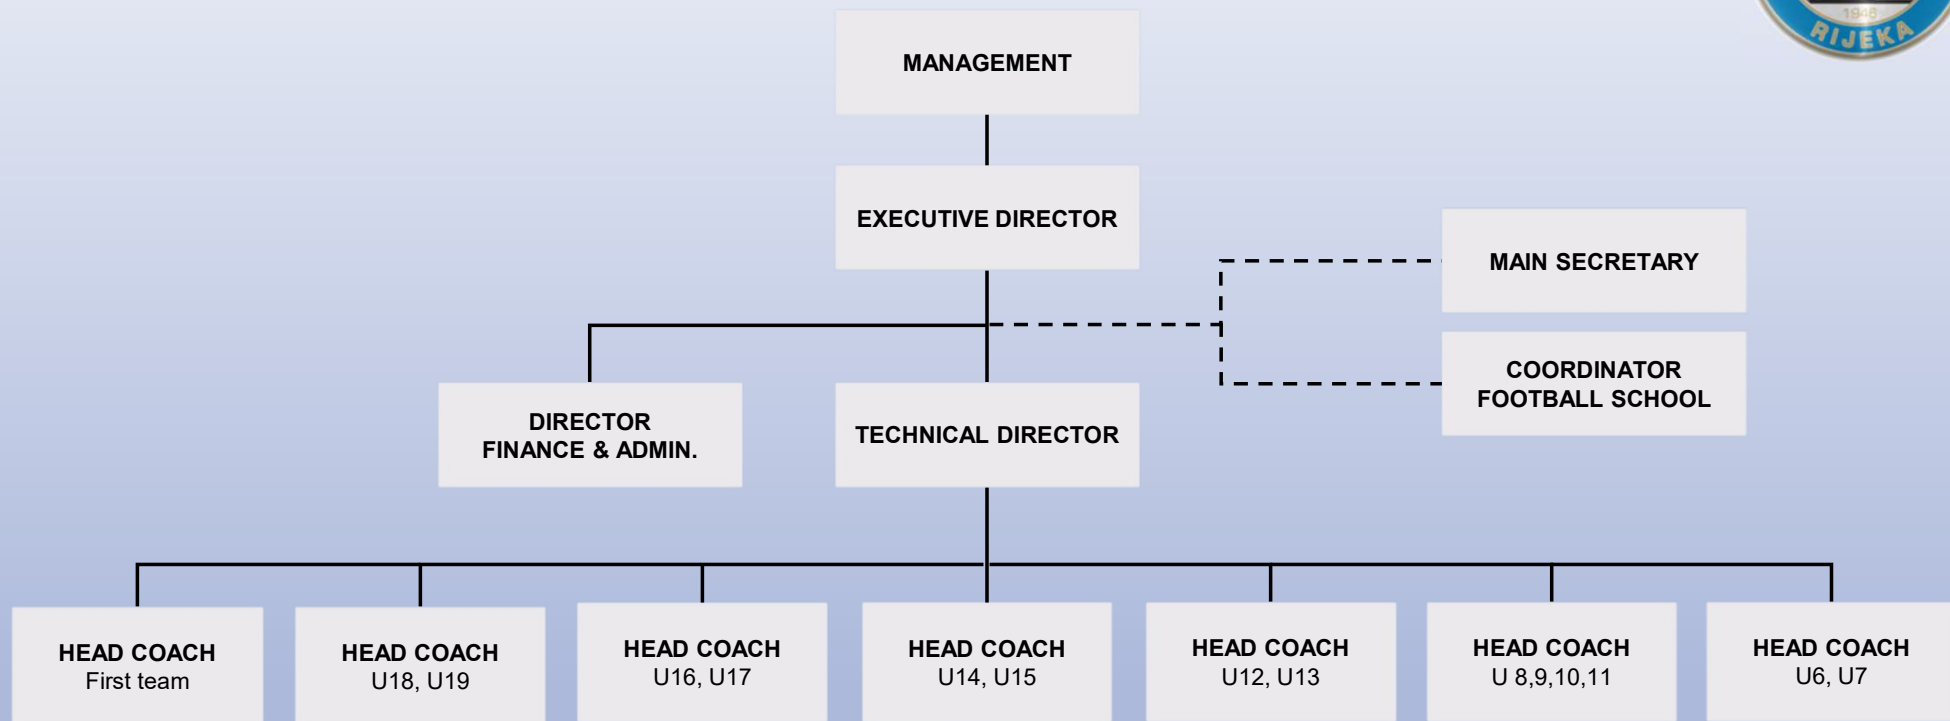 1946
RIJEKA
MANAGEMENT
EXECUTIVE DIRECTOR
MAIN SECRETARY
COORDINATOR
FOOTBALL SCHOOL
DIRECTOR
FINANCE & ADMIN.
TECHNICAL DIRECTOR
HEAD COACH
First team
HEAD COACH
U18, U19
HEAD COACH
U16, U17
HEAD COACH
U14, U15
HEAD COACH
U12, U13
HEAD COACH
U 8,9,10,11
HEAD COACH
U6, U7